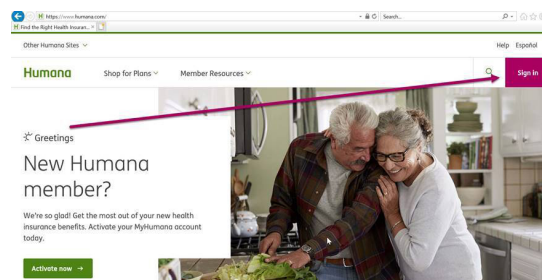 https://www.humana.com/
Search...
Find the Right Health Insuran...
Other Humana Sites
Help Español
Humana Shop for Plans Member Resources Sign in
Greetings
New Humana
member?
We're so glad! Get the most out of your new health
insurance benefits. Activate your MyHumana account
today.
Activate now →